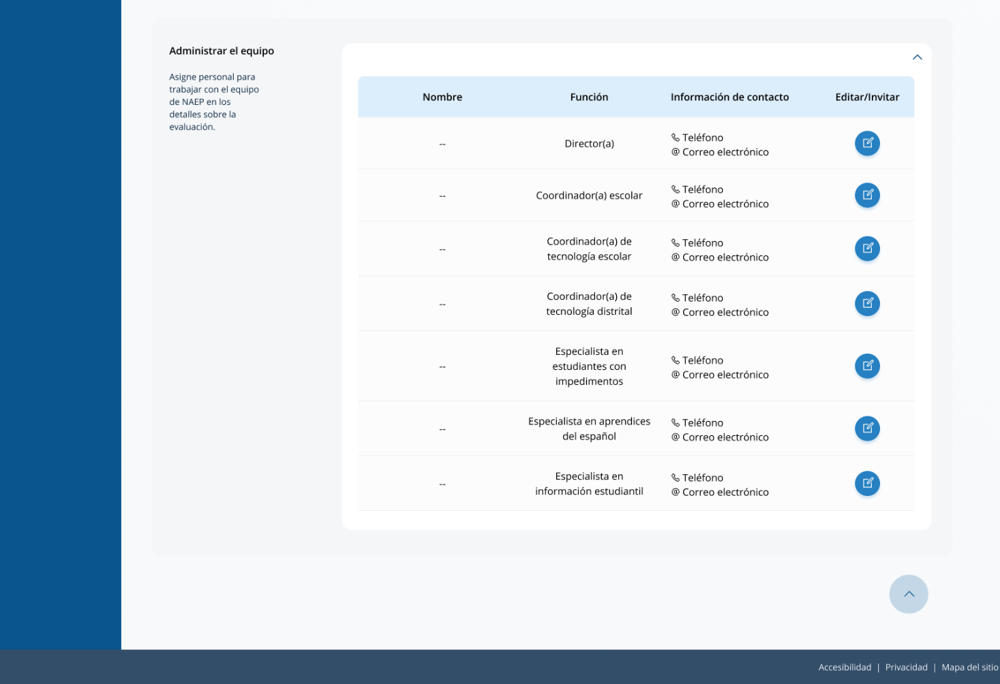 Administrar el equipo
Asigne personal para
trabajar con el equipo
de NAEP en los
detalles sobre la
evaluación.
Nombre Función Información de contacto Editar/Invitar
-- Director(a) Teléfono
@ Correo electrónico
-- Coordinador(a) escolar Teléfono
@ Correo electrónico
-- Coordinador(a) de
tecnología escolar Teléfono
@ Correo electrónico
-- Coordinador(a) de
tecnología distrital Teléfono
@ Correo electrónico
-- Especialista en
estudiantes con
impedimentos Teléfono
@ Correo electrónico
-- Especialista en aprendices
del español Teléfono
@ Correo electrónico
-- Especialista en
información estudiantil Teléfono
@ Correo electrónico
Accesibilidad | Privacidad | Mapa del sitio